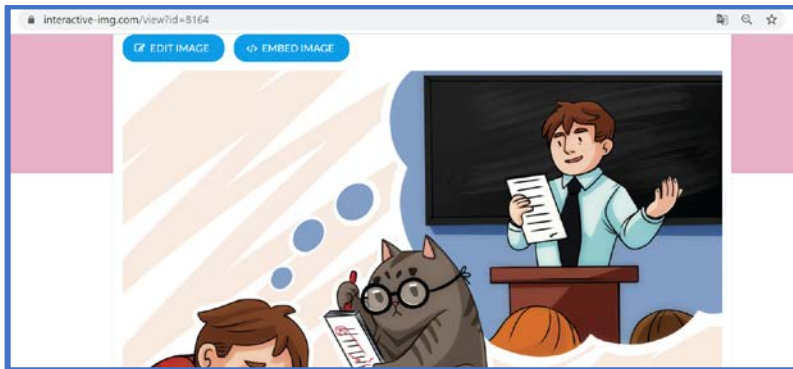 interactive-img.com/view?id=8164
EDIT IMAGE </> EMBED IMAGE